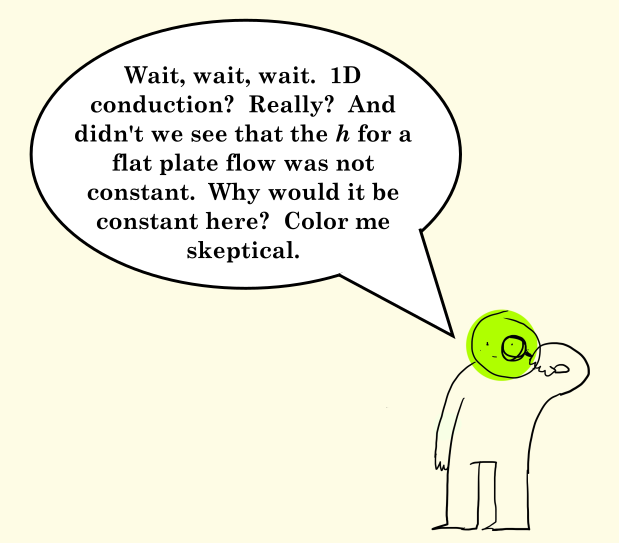 Wait, wait, wait.  1D
conduction?  Really?  And
didn't we see that the h for a
flat plate flow was not
constant.  Why would it be
constant here?  Color me
skeptical.